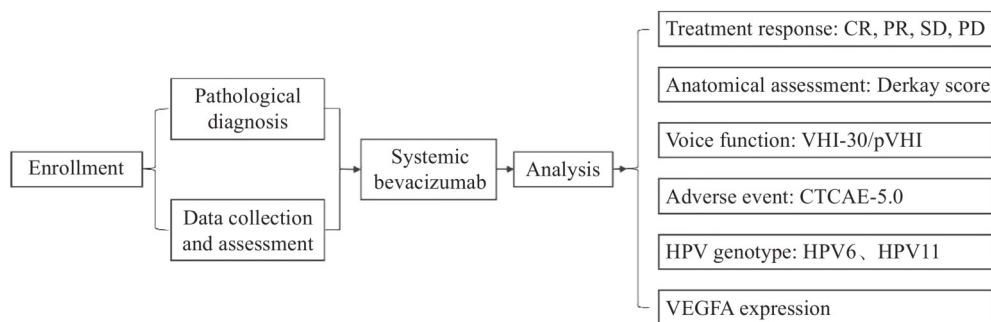 Enrollment
Pathological
diagnosis
Data collection
and assessment
Systemic
bevacizumab
Analysis
Treatment response: CR, PR, SD, PD
Anatomical assessment: Derkay score
Voice function: VHI-30/pVHI
Adverse event: CTCAE-5.0
HPV genotype: HPV6、HPV11
VEGFA expression